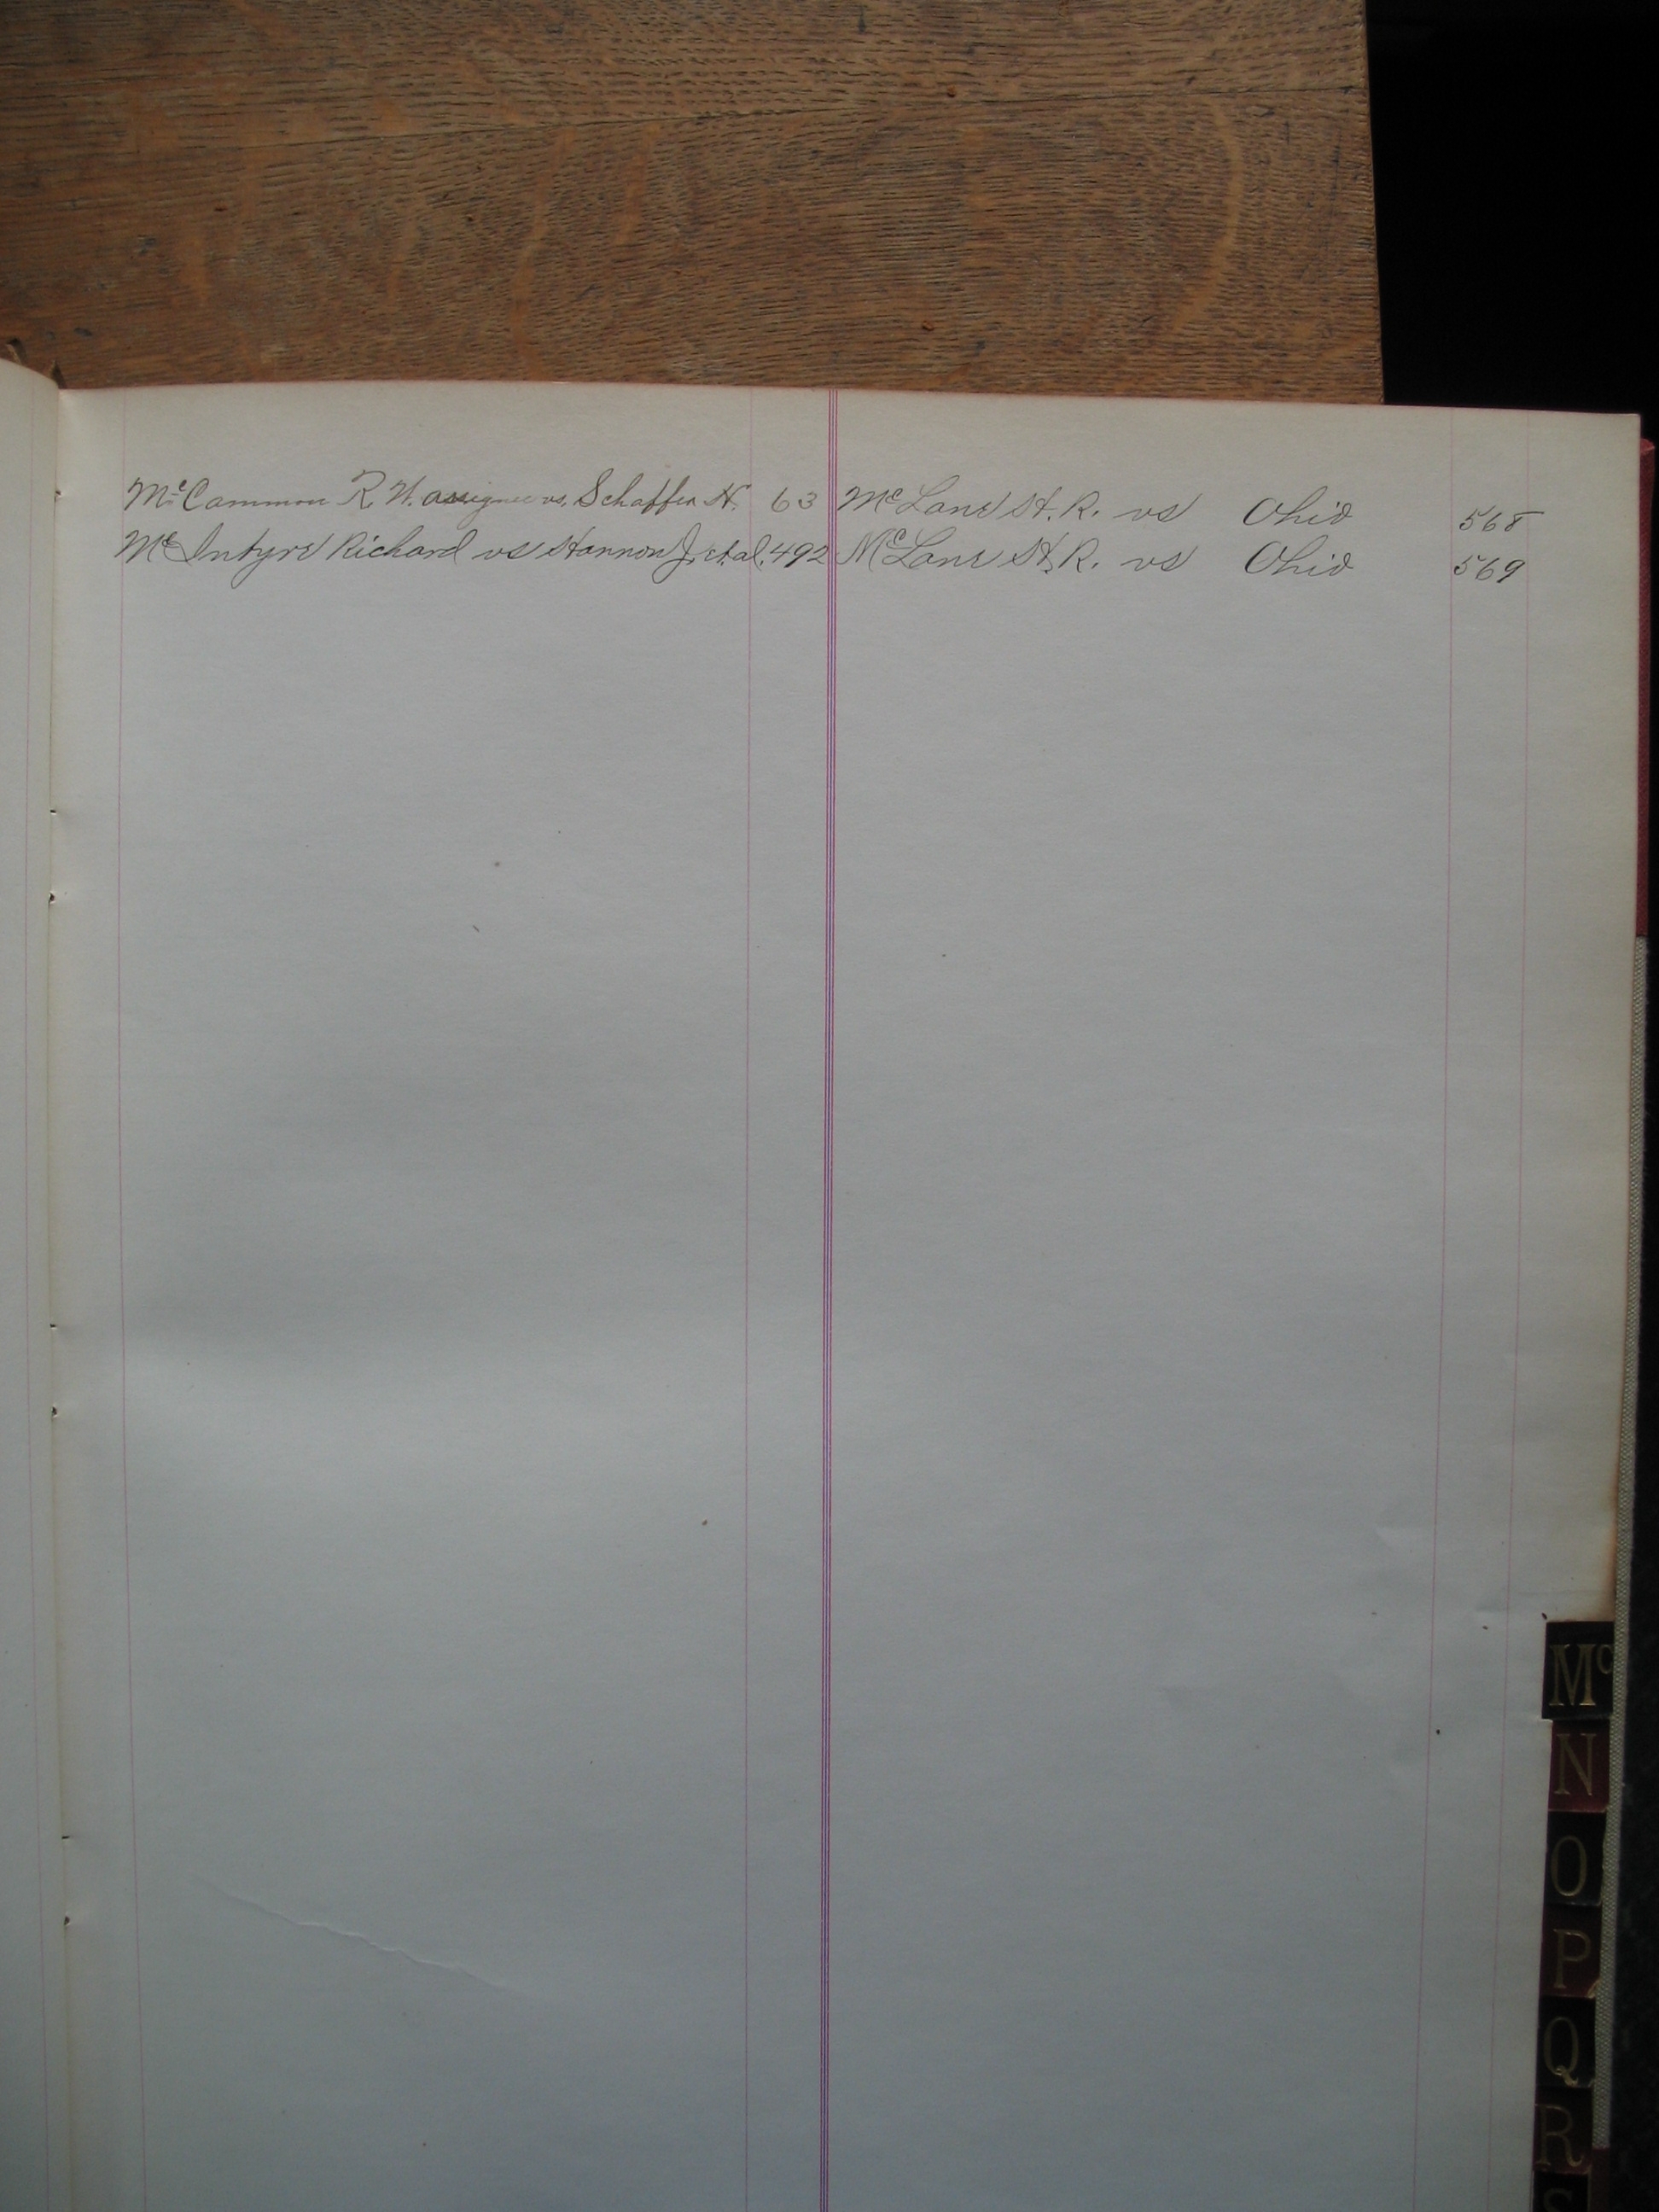 McCammon R. W. assignee vs. Schaffer N. 63
McIntyre Richard vs Hannon J. et al. 492
McLane H. R. vs Ohio 568
McLane H. R. vs Ohio 569
Mc
N
O
P
Q
R
S